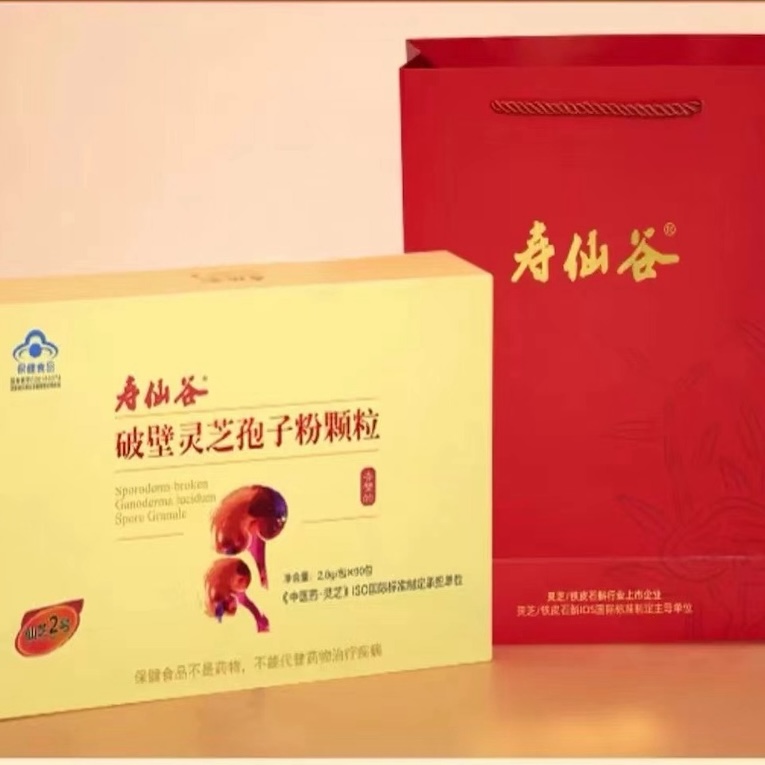 寿仙谷®
保健食品
寿仙谷®
破壁灵芝孢子粉颗粒
Sporoderm-broken
Ganoderma lucidum
Spore Granule
净含量: 2.0g/包×90包
《中医药-灵芝》ISO国际标准制定承担单位
仙芝2号
保健食品不是药物，不能代替药物治疗疾病
灵芝/铁皮石斛行业上市企业
灵芝/铁皮石斛IOS国际标准制定主导单位